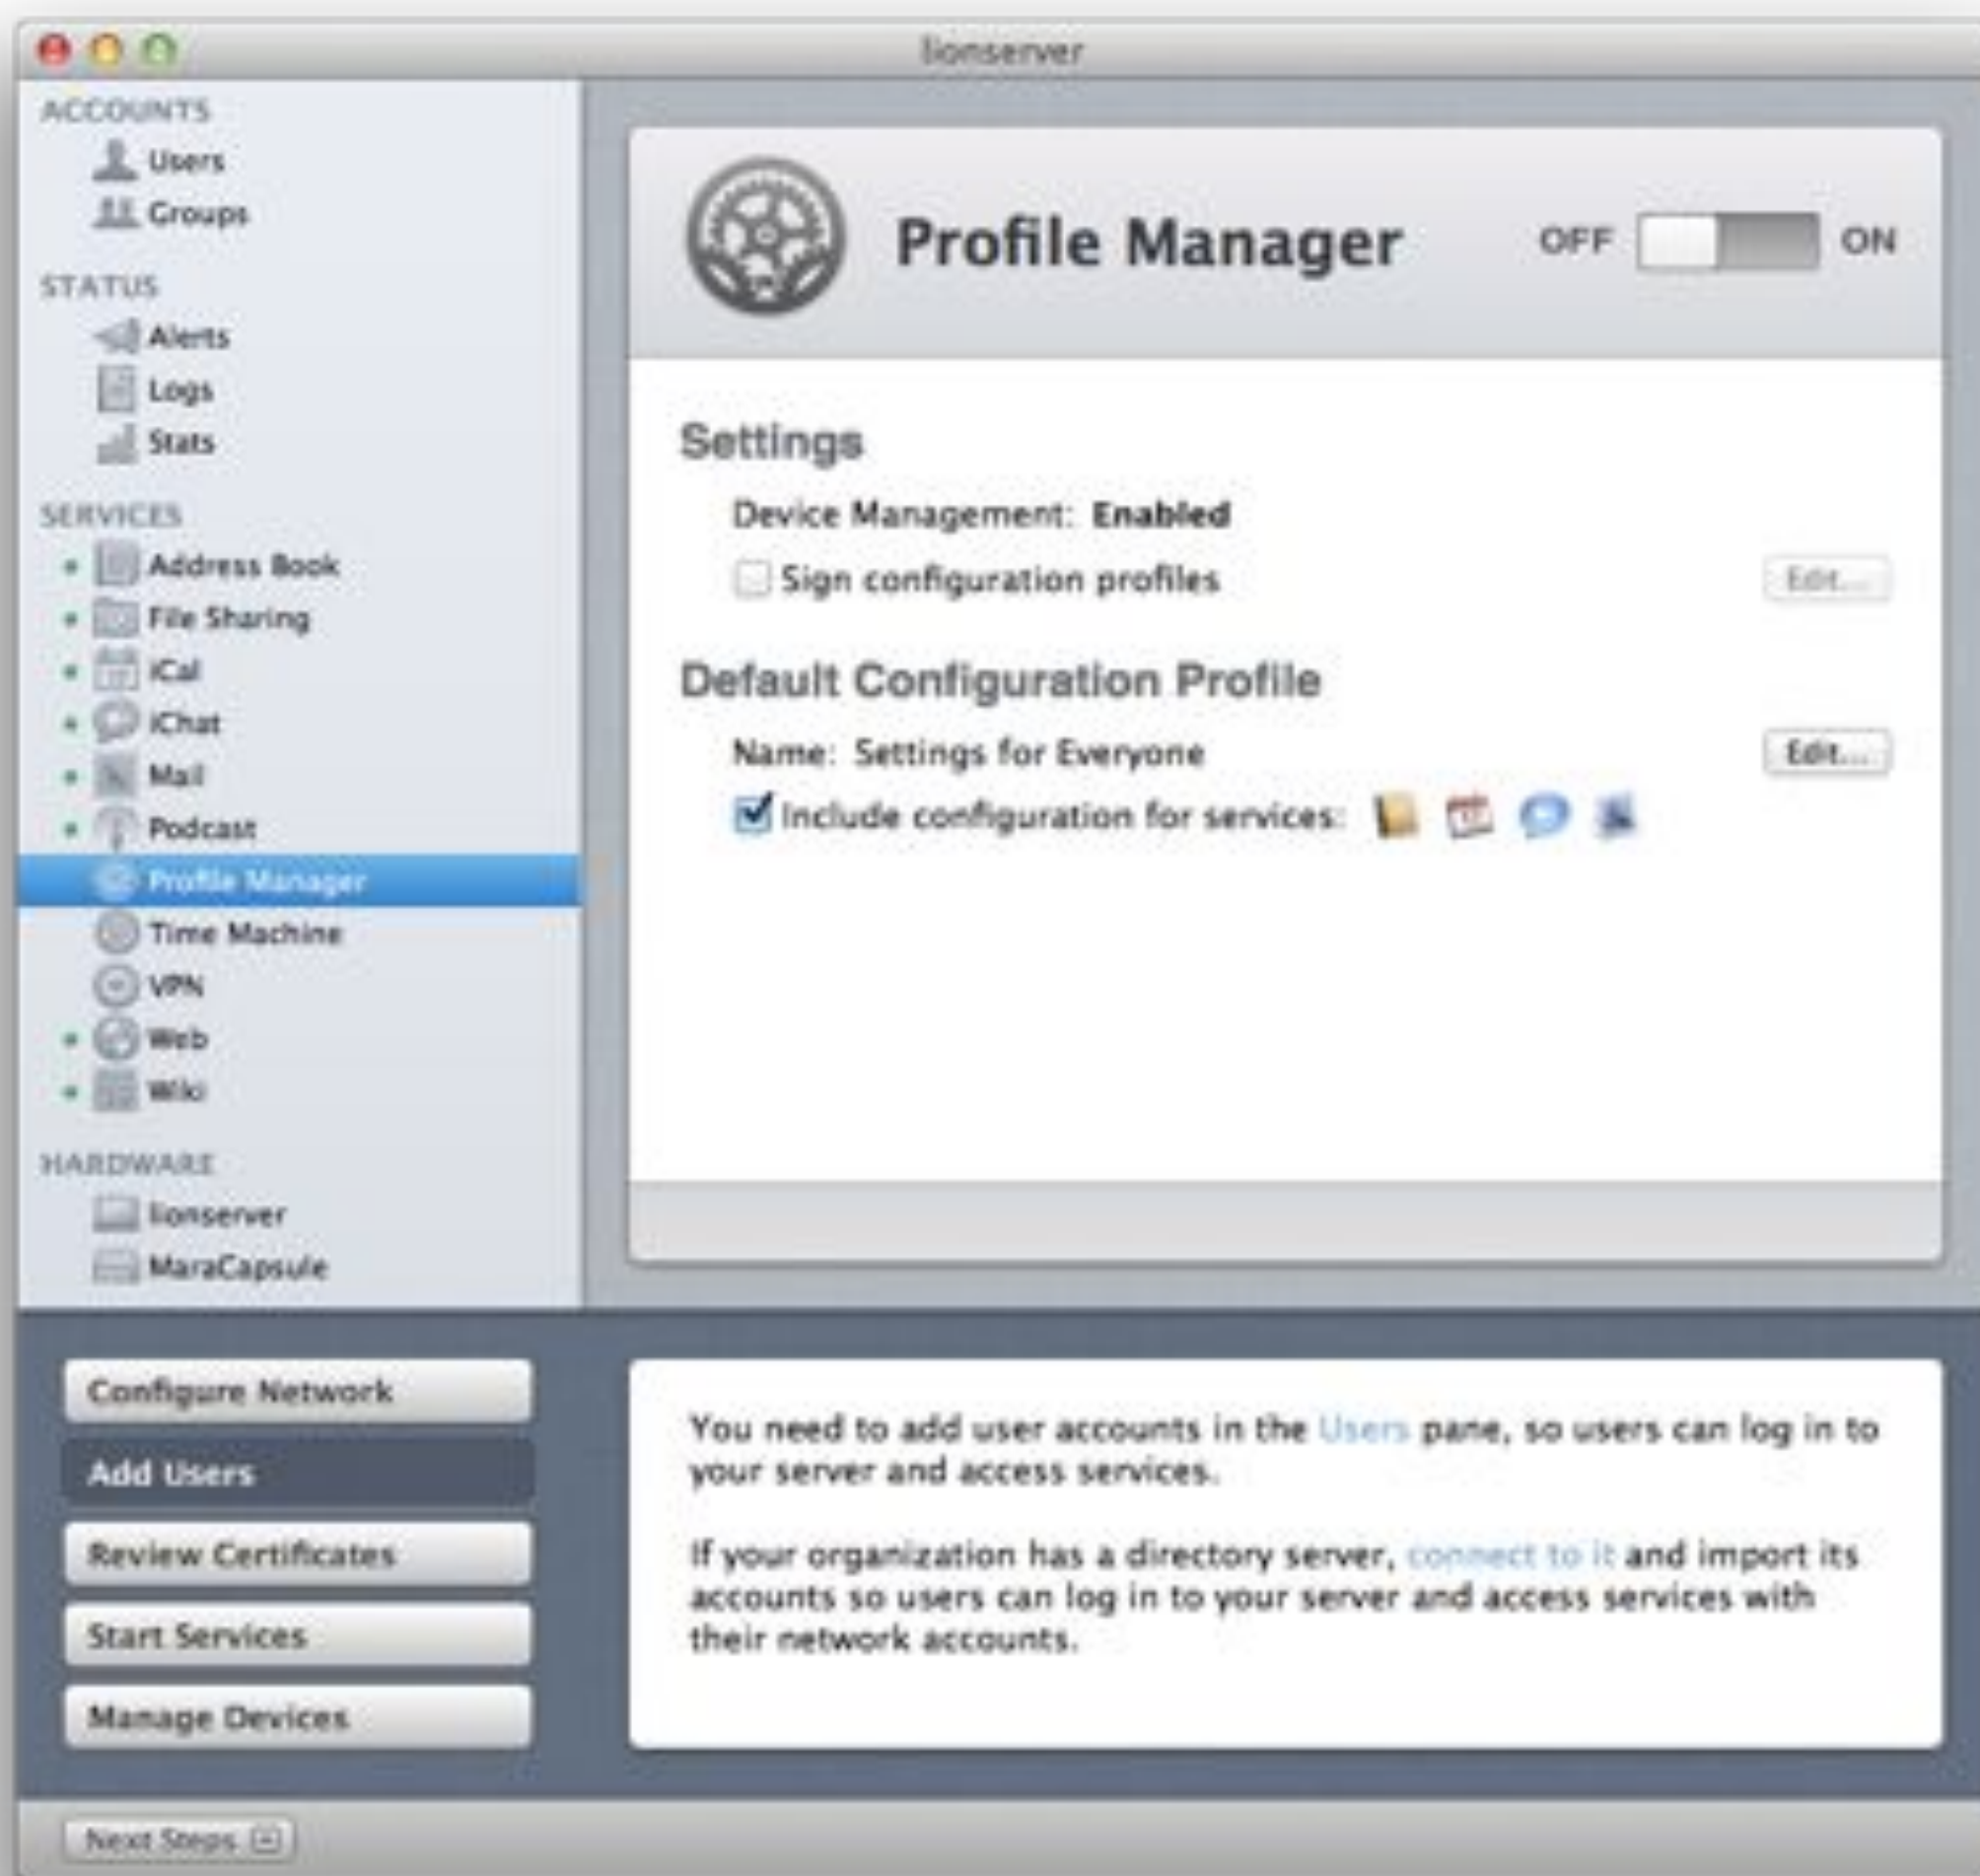 lionserver
ACCOUNTS
Users
Groups
STATUS
Alerts
Logs
Stats
SERVICES
Address Book
File Sharing
iCal
iChat
Mail
Podcast
Profile Manager
Time Machine
VPN
Web
Wiki
HARDWARE
lionserver
MaraCapsule
Profile Manager
OFF ON
Settings
Device Management: Enabled
Sign configuration profiles Edit...
Default Configuration Profile
Name: Settings for Everyone Edit...
Include configuration for services:
Configure Network
Add Users
Review Certificates
Start Services
Manage Devices
You need to add user accounts in the Users pane, so users can log in to
your server and access services.
If your organization has a directory server, connect to it and import its
accounts so users can log in to your server and access services with
their network accounts.
Next Steps